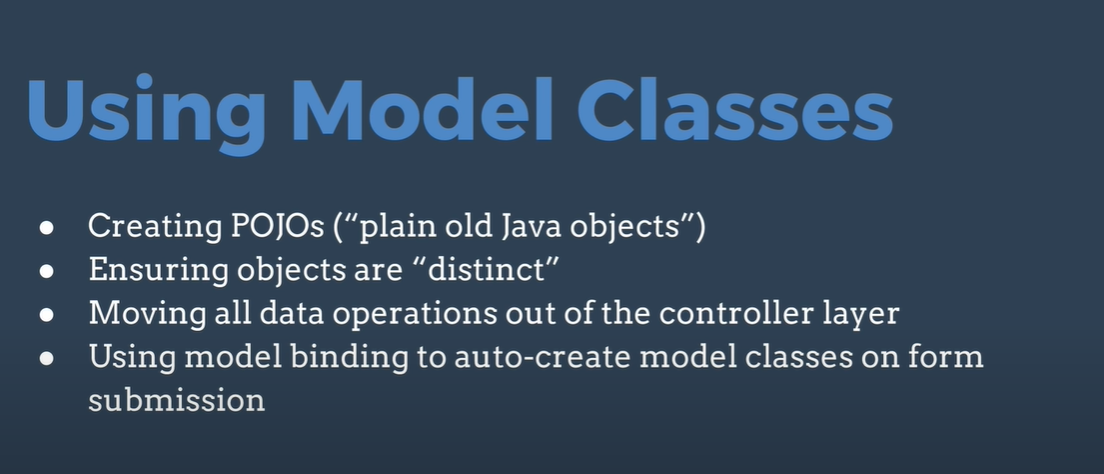 Using Model Classes
● Creating POJOs (“plain old Java objects”)
● Ensuring objects are “distinct”
● Moving all data operations out of the controller layer
● Using model binding to auto-create model classes on form
submission